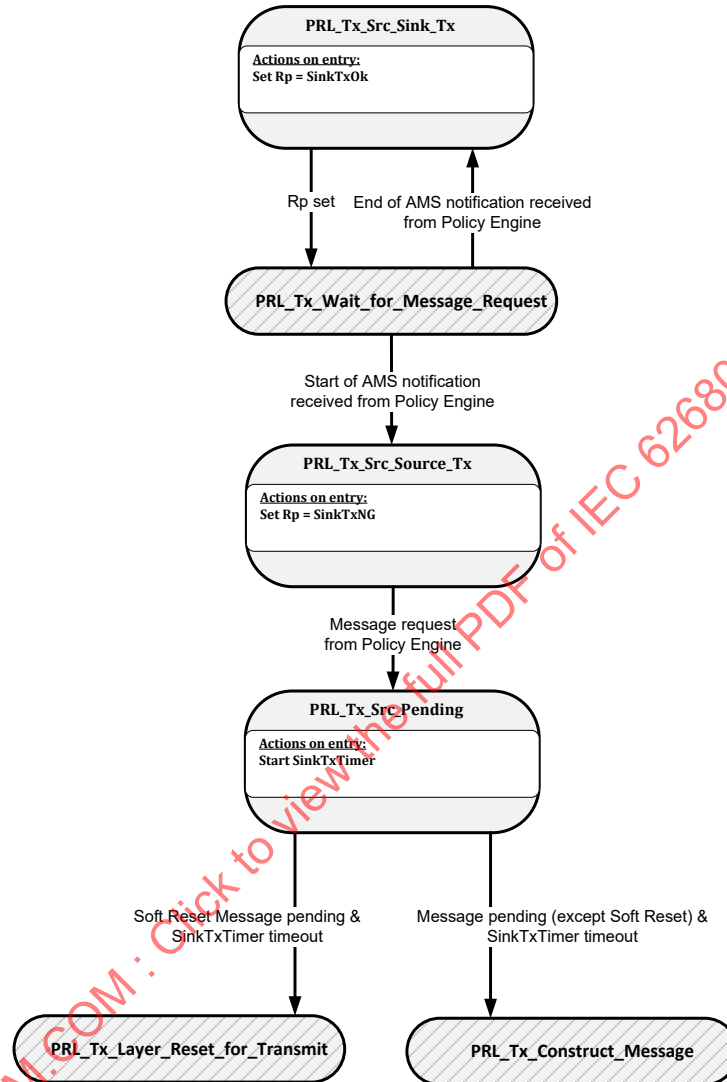 PRL_Tx_Src_Sink_Tx
Actions on entry:
Set Rp = SinkTxOk
Rp set
End of AMS notification received
from Policy Engine
PRL_Tx_Wait_for_Message_Request
Start of AMS notification
received from Policy Engine
PRL_Tx_Src_Source_Tx
Actions on entry:
Set Rp = SinkTxNG
Message request
from Policy Engine
PRL_Tx_Src_Pending
Actions on entry:
Start SinkTxTimer
Soft Reset Message pending &
SinkTxTimer timeout
Message pending (except Soft Reset) &
SinkTxTimer timeout
PRL_Tx_Layer_Reset_for_Transmit
PRL_Tx_Construct_Message
M.COM : Click to view the full PDF of IEC 62680